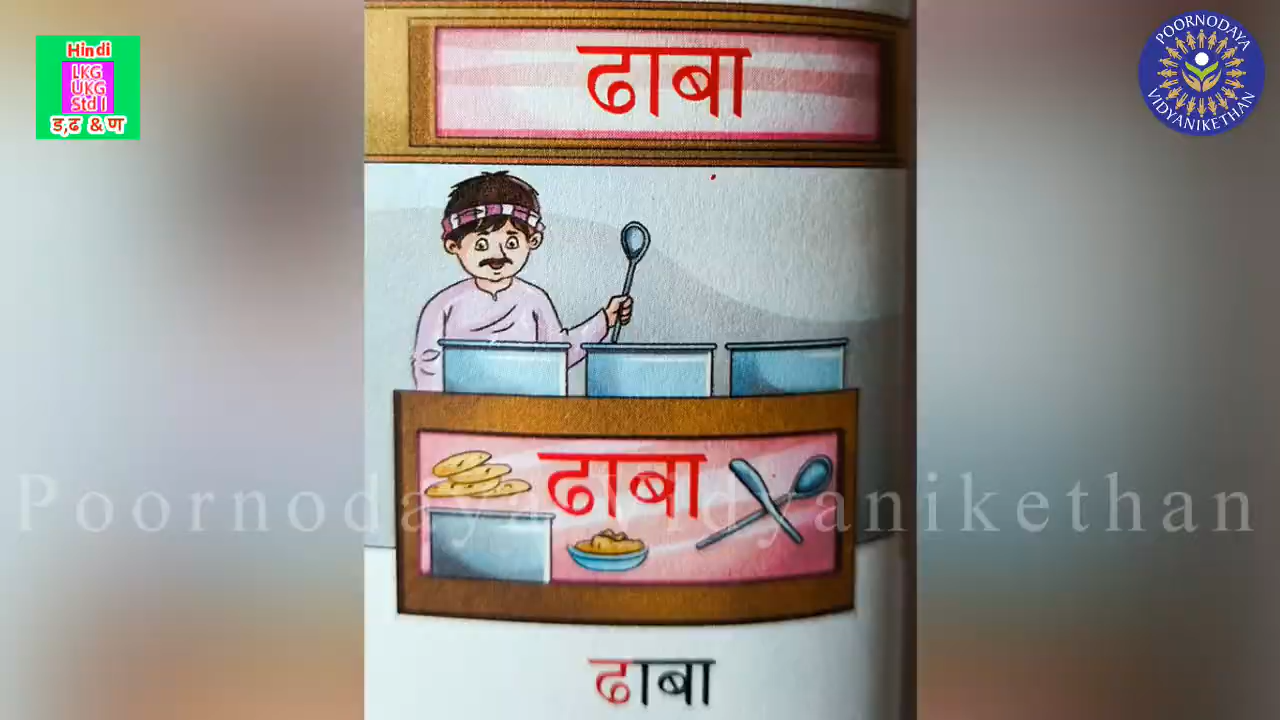 Hindi
LKG
UKG
Std I
ड,ढ & ण
POORNODAYA
VIDYANIKETHAN
ढाबा
ढाबा
Poornodaya Vidyanikethan
ढाबा